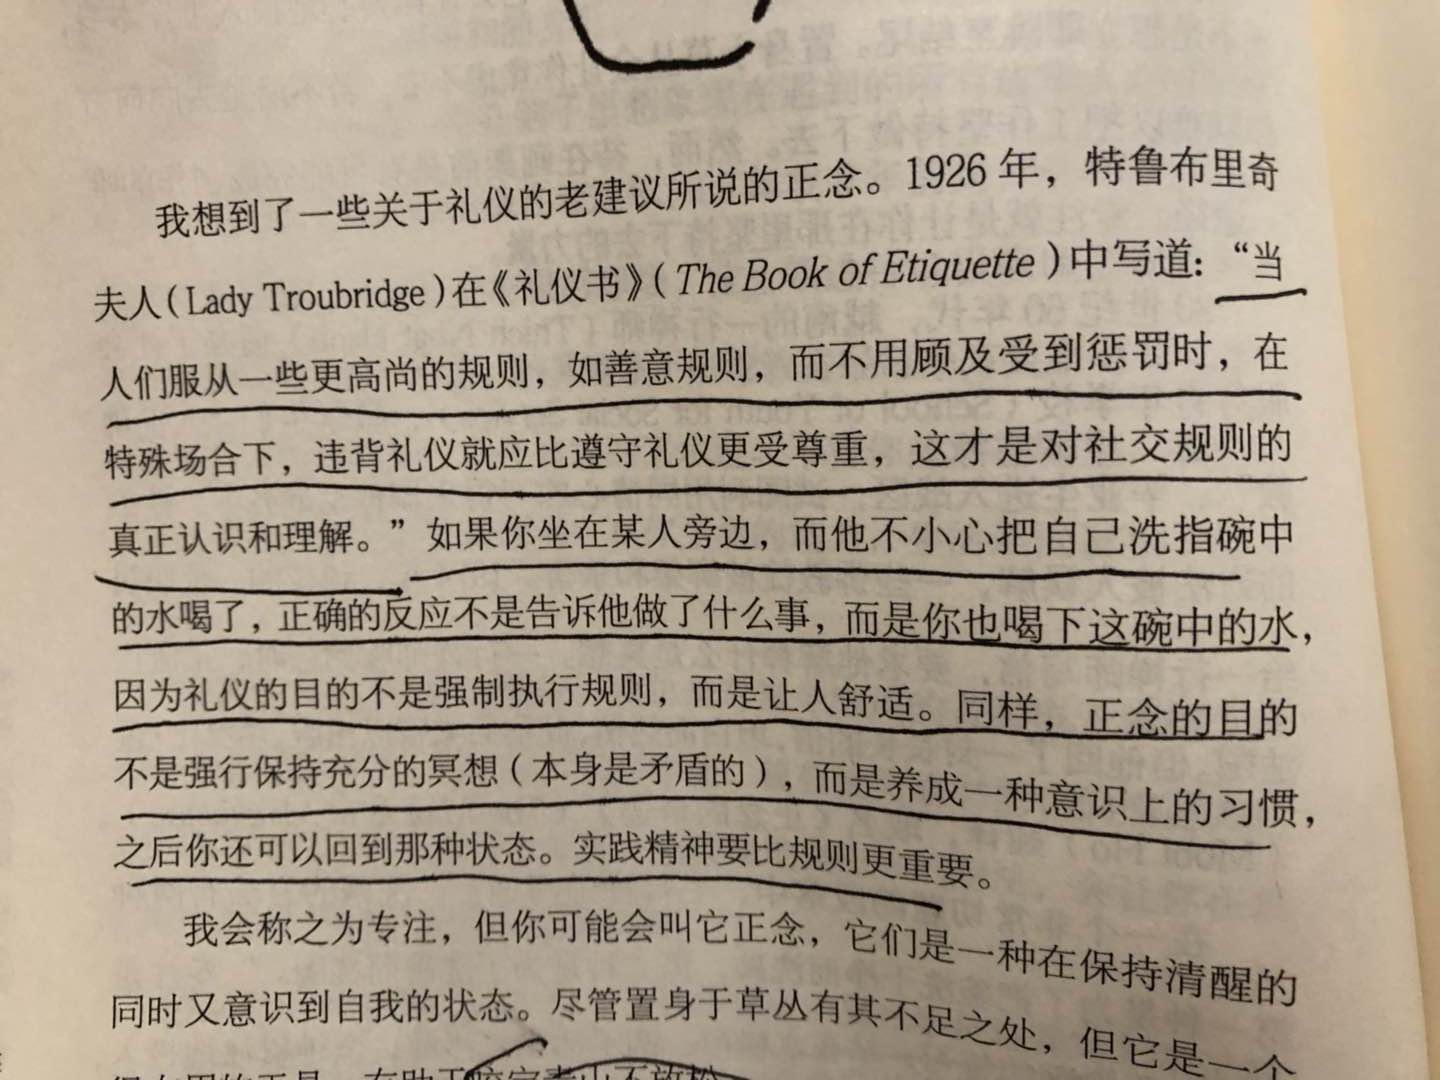 我想到了一些关于礼仪的老建议所说的正念。1926 年，特鲁布里奇
夫人（Lady Troubridge）在《礼仪书》（The Book of Etiquette）中写道：“当
人们服从一些更高尚的规则，如善意规则，而不用顾及受到惩罚时，在
特殊场合下，违背礼仪就应比遵守礼仪更受尊重，这才是对社交规则的
真正认识和理解。”如果你坐在某人旁边，而他不小心把自己洗指碗中
的水喝了，正确的反应不是告诉他做了什么事，而是你也喝下这碗中的水，
因为礼仪的目的不是强制执行规则，而是让人舒适。同样，正念的目的
不是强行保持充分的冥想（本身是矛盾的），而是养成一种意识上的习惯，
之后你还可以回到那种状态。实践精神要比规则更重要。
我会称之为专注，但你可能会叫它正念，它们是一种在保持清醒的
同时又意识到自我的状态。尽管置身于草丛有其不足之处，但它是一个